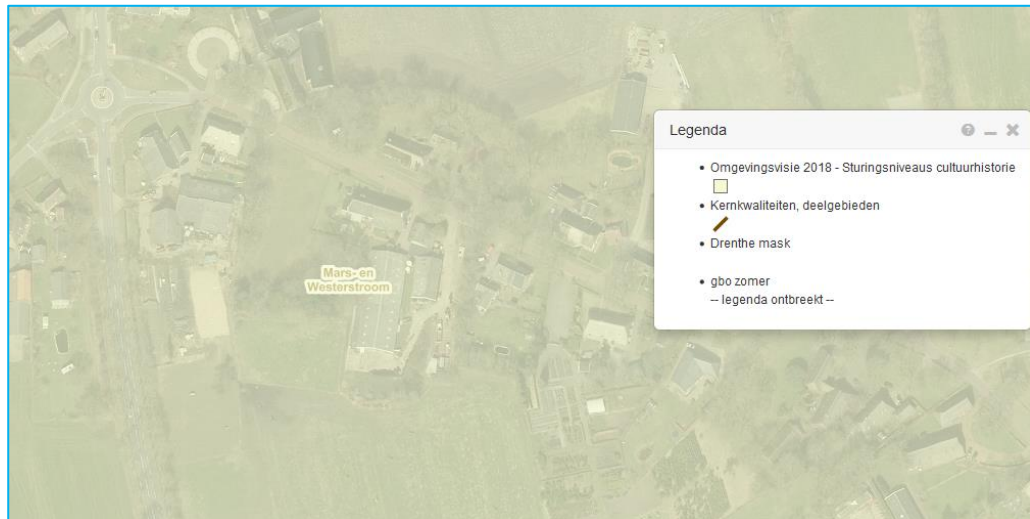 Legenda
Omgevingsvisie 2018 - Sturingsniveaus cultuurhistorie
Kernkwaliteiten, deelgebieden
Drenthe mask
gbo zomer
-- legenda ontbreekt --
Mars- en
Westerstroom